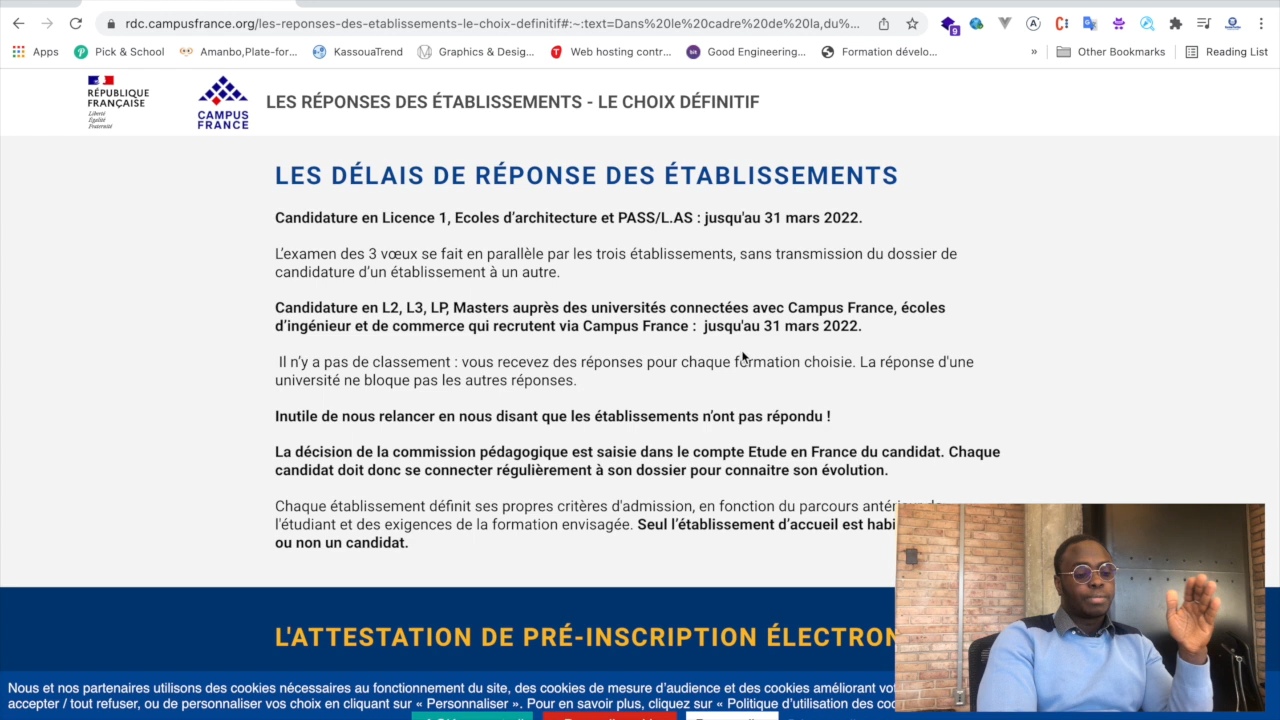 rdc.campusfrance.org/les-reponses-des-etablissements-le-choix-definitif#:~:text=Dans%20le%20cadre%20de%20la,du%...
9
Apps
Pick & School
Amanbo,Plate-for...
KassouaTrend
Graphics & Desig...
Web hosting contr...
Good Engineering...
Formation dévelo...
»
Other Bookmarks
Reading List
RÉPUBLIQUE
FRANÇAISE
Liberté
Égalité
Fraternité
CAMPUS
FRANCE
LES RÉPONSES DES ÉTABLISSEMENTS - LE CHOIX DÉFINITIF
LES DÉLAIS DE RÉPONSE DES ÉTABLISSEMENTS
Candidature en Licence 1, Ecoles d’architecture et PASS/L.AS : jusqu'au 31 mars 2022.
L’examen des 3 vœux se fait en parallèle par les trois établissements, sans transmission du dossier de
candidature d’un établissement à un autre.
Candidature en L2, L3, LP, Masters auprès des universités connectées avec Campus France, écoles
d’ingénieur et de commerce qui recrutent via Campus France : jusqu'au 31 mars 2022.
Il n’y a pas de classement : vous recevez des réponses pour chaque formation choisie. La réponse d'une
université ne bloque pas les autres réponses.
Inutile de nous relancer en nous disant que les établissements n’ont pas répondu !
La décision de la commission pédagogique est saisie dans le compte Etude en France du candidat. Chaque
candidat doit donc se connecter régulièrement à son dossier pour connaitre son évolution.
Chaque établissement définit ses propres critères d'admission, en fonction du parcours
l'étudiant et des exigences de la formation envisagée. Seul l’établissement d’accueil est
ou non un candidat.
L'ATTESTATION DE PRÉ-INSCRIPTION
Nous et nos partenaires utilisons des cookies nécessaires au fonctionnement du site, des cookies de mesure d’audience et des cookies améliorant
accepter / tout refuser, ou de personnaliser vos choix en cliquant sur « Personnaliser ». Pour en savoir plus, cliquez sur « Politique d’utilisation des